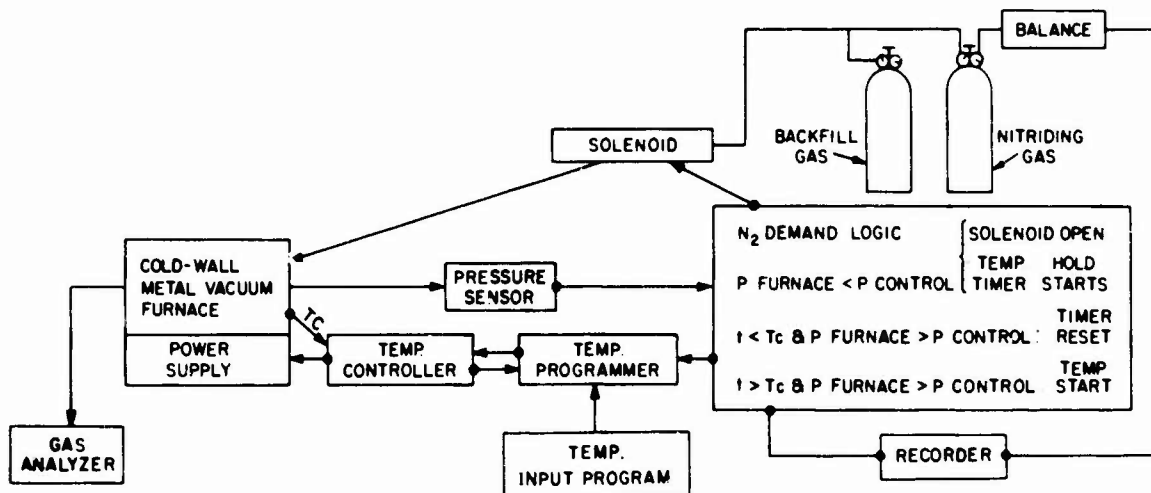 BALANCE
BACKFILL
GAS
NITRIDING
GAS
SOLENOID
N₂ DEMAND LOGIC
SOLENOID OPEN
TEMP HOLD
P FURNACE < P CONTROL
TIMER STARTS
TIMER
t < Tc & P FURNACE > P CONTROL: RESET
TEMP
t > Tc & P FURNACE > P CONTROL START
COLD-WALL
METAL VACUUM
FURNACE
PRESSURE
SENSOR
TC
POWER
SUPPLY
TEMP.
CONTROLLER
TEMP.
PROGRAMMER
GAS
ANALYZER
TEMP.
INPUT PROGRAM
RECORDER